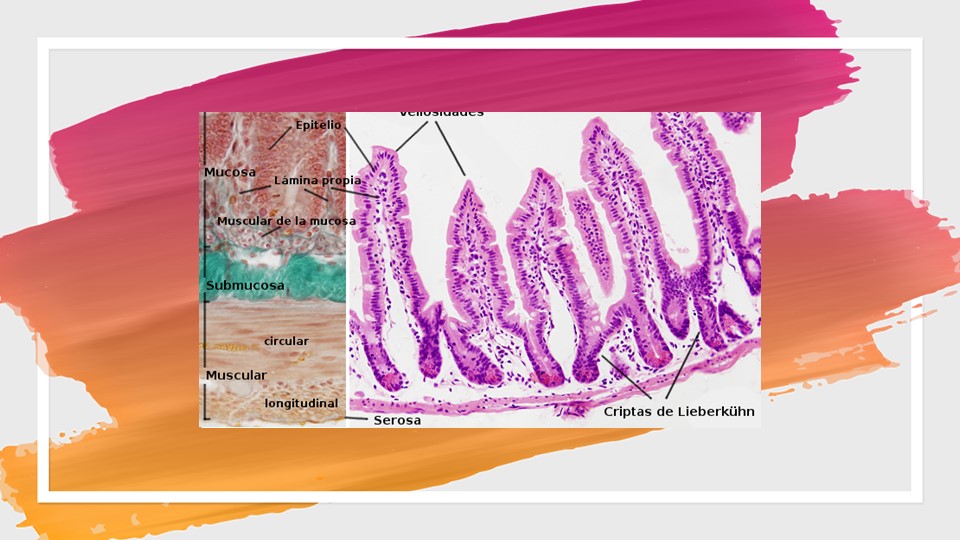 Vellosidades
Epitelio
Mucosa
Lámina propia
Muscular de la mucosa
Submucosa
circular
Muscular
longitudinal
Serosa
Criptas de Lieberkühn